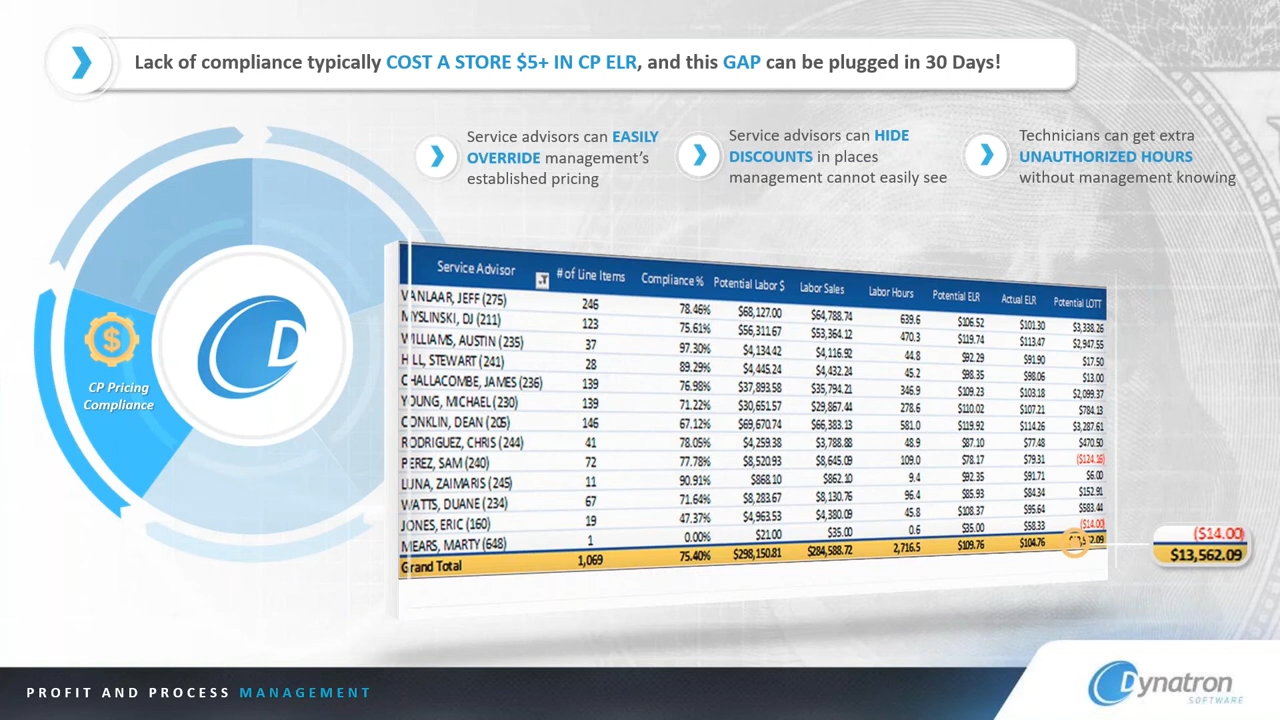 Lack of compliance typically COST A STORE $5+ IN CP ELR, and this GAP can be plugged in 30 Days!
Service advisors can EASILY
OVERRIDE management's
established pricing
Service advisors can HIDE
DISCOUNTS in places
management cannot easily see
Technicians can get extra
UNAUTHORIZED HOURS
without management knowing
CP Pricing
Compliance
D
Service Advisor # of Line Items Compliance % Potential Labor $ Labor Sales Labor Hours Potential ELR Actual ELR Potential LOTT
VANLAAR, JEFF (275) 246 78.46% $68,127.00 $64,788.74 639.6 $106.52 $101.30 $3,338.26
MYSLINSKI, DJ (211) 123 75.61% $56,311.67 $53,364.12 470.3 $119.74 $113.47 $2,947.55
WILLIAMS, AUSTIN (235) 37 97.30% $4,134.42 $4,116.92 44.8 $92.29 $91.90 $17.50
HILL, STEWART (241) 28 89.29% $4,445.24 $4,432.24 45.2 $98.35 $98.06 $13.00
CHALLACOMBE, JAMES (236) 139 76.98% $37,893.58 $35,794.21 346.9 $109.23 $103.18 $2,099.37
YOUNG, MICHAEL (230) 139 71.22% $30,651.57 $29,867.44 278.6 $110.02 $107.21 $784.13
CONKLIN, DEAN (205) 146 67.12% $69,670.74 $66,383.13 581.0 $119.92 $114.26 $3,287.61
RODRIGUEZ, CHRIS (244) 41 78.05% $4,259.38 $3,788.88 48.9 $87.10 $77.48 $470.50
PEREZ, SAM (240) 72 77.78% $8,520.93 $8,645.09 109.0 $78.17 $79.31 ($124.16)
LUNA, ZAIMARIS (245) 11 90.91% $868.10 $862.10 9.4 $92.35 $91.71 $6.00
WATTS, DUANE (234) 67 71.64% $8,283.67 $8,130.76 96.4 $85.93 $84.34 $152.91
JONES, ERIC (160) 19 47.37% $4,963.53 $4,380.09 45.8 $108.37 $95.64 $583.44
MEARS, MARTY (648) 1 0.00% $21.00 $35.00 0.6 $35.00 $58.33 ($14.00)
Grand Total 1,069 75.40% $298,150.81 $284,588.72 2,716.5 $109.76 $104.76
($14.00)
$13,562.09
PROFIT AND PROCESS MANAGEMENT
Dynatron
SOFTWARE